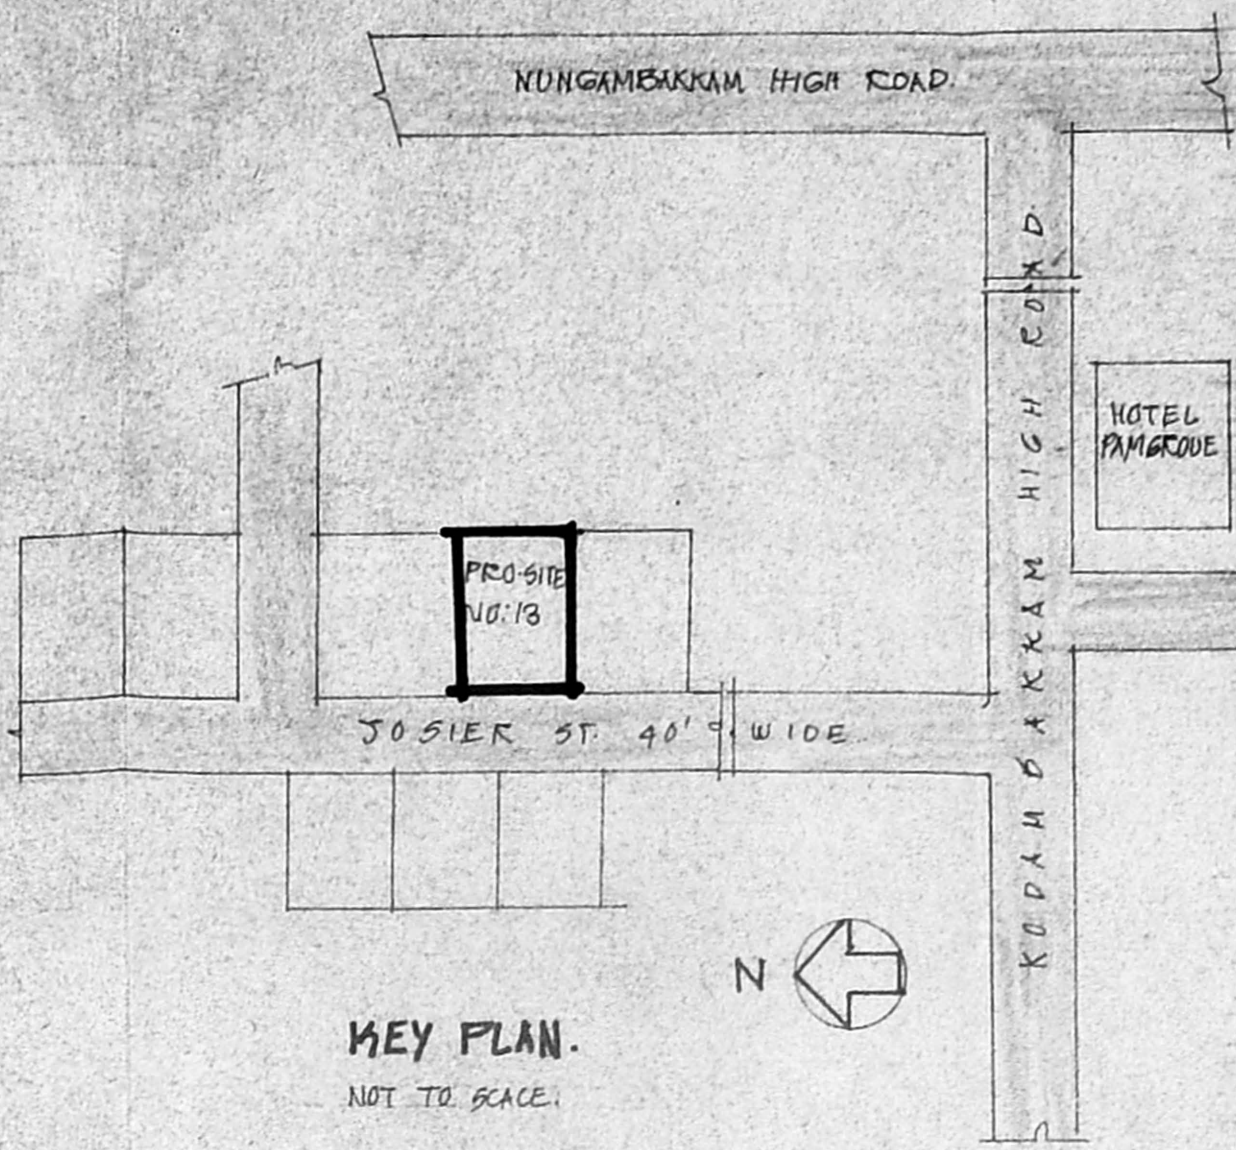 NUNGAMBAKKAM HIGH ROAD.
KODAMBAKKAM HIGH ROAD.
HOTEL
PAMGROVE
PRO.SITE
NO:13
JOSIER ST. 40' WIDE
N
KEY PLAN.
NOT TO SCALE.